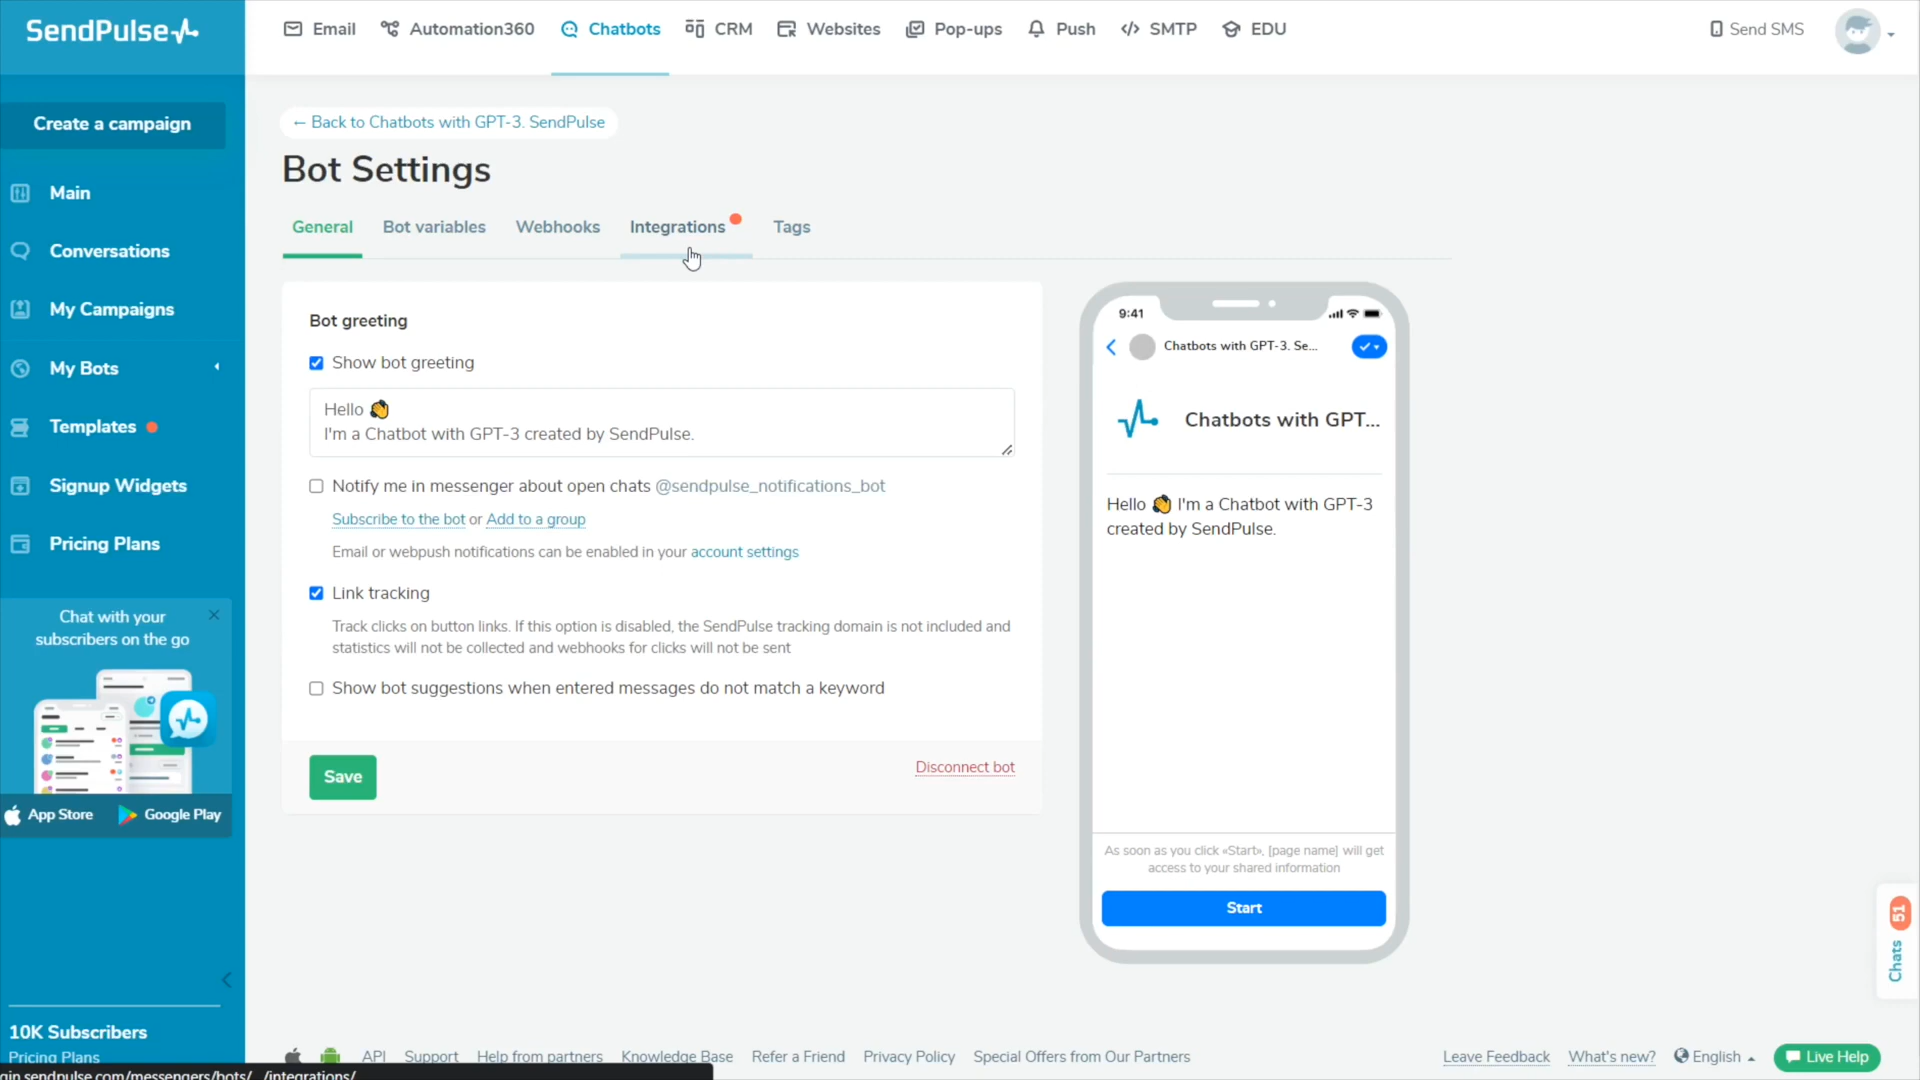 SendPulse
Email
Automation360
Chatbots
CRM
Websites
Pop-ups
Push
SMTP
EDU
Send SMS
Create a campaign
Main
Conversations
My Campaigns
My Bots
Templates
Signup Widgets
Pricing Plans
Chat with your
subscribers on the go
App Store
Google Play
10K Subscribers
Pricing Plans
← Back to Chatbots with GPT-3. SendPulse
Bot Settings
General
Bot variables
Webhooks
Integrations
Tags
Bot greeting
Show bot greeting
Hello 👏
I'm a Chatbot with GPT-3 created by SendPulse.
Notify me in messenger about open chats @sendpulse_notifications_bot
Subscribe to the bot or Add to a group
Email or webpush notifications can be enabled in your account settings
Link tracking
Track clicks on button links. If this option is disabled, the SendPulse tracking domain is not included and
statistics will not be collected and webhooks for clicks will not be sent
Show bot suggestions when entered messages do not match a keyword
Save
Disconnect bot
9:41
Chatbots with GPT-3. Se...
Chatbots with GPT...
Hello 👏 I'm a Chatbot with GPT-3
created by SendPulse.
As soon as you click «Start», [page name] will get
access to your shared information
Start
Chats 51
API
Support
Help from partners
Knowledge Base
Refer a Friend
Privacy Policy
Special Offers from Our Partners
Leave Feedback
What's new?
English
Live Help
gin.sendpulse.com/messengers/bots/.../integrations/